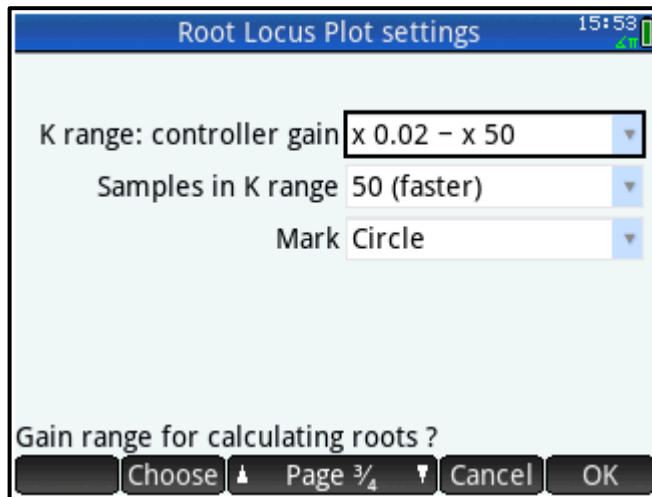 Root Locus Plot settings 15:53
∡π
K range: controller gain x 0.02 – x 50
Samples in K range 50 (faster)
Mark Circle
Gain range for calculating roots ?
Choose Page ¾ Cancel OK